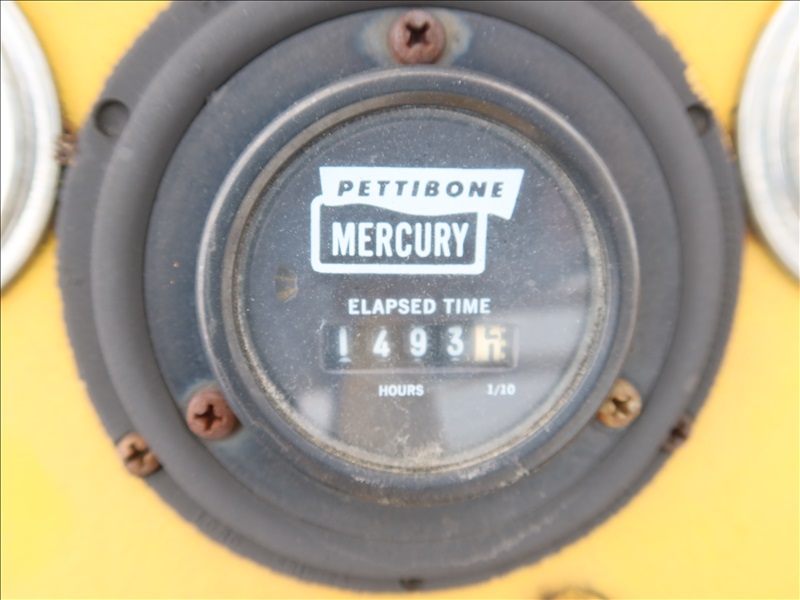 PETTIBONE
MERCURY
ELAPSED TIME
1493
HOURS 1/10